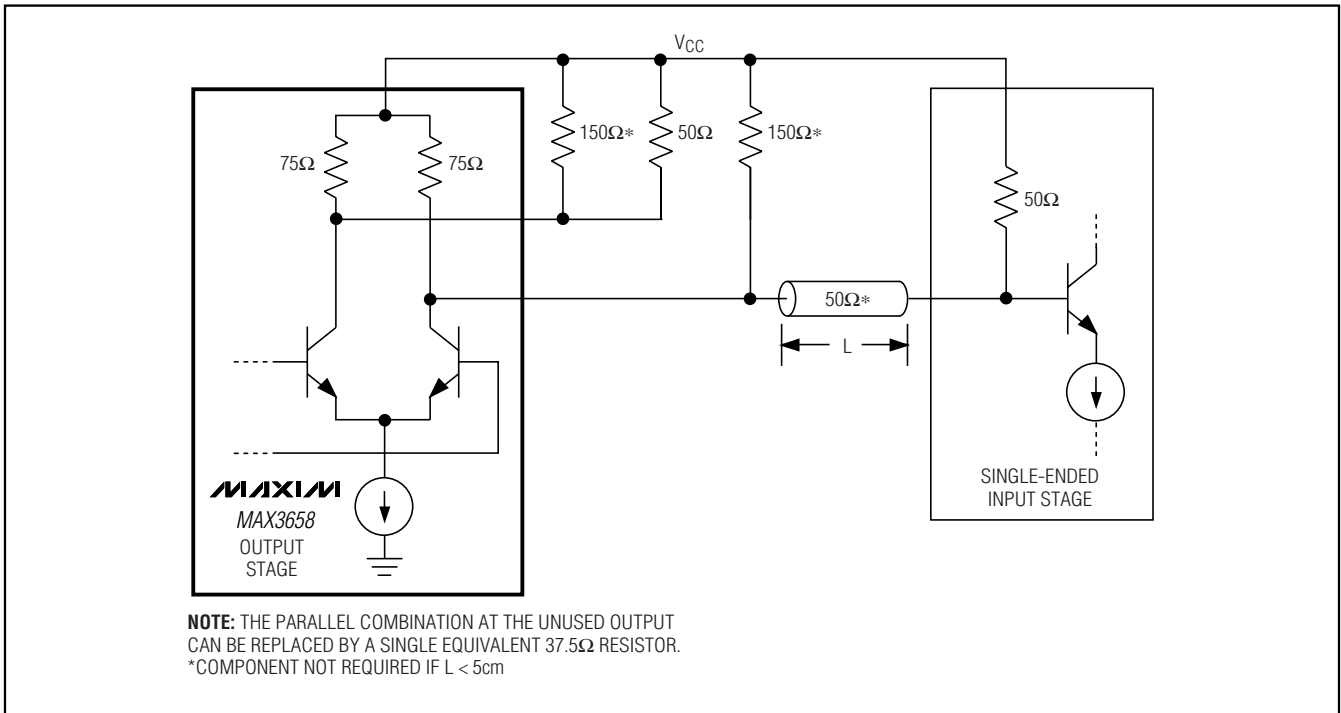 VCC
150Ω*
50Ω
150Ω*
75Ω
75Ω
50Ω
50Ω*
L
MAXIM
MAX3658
OUTPUT
STAGE
SINGLE-ENDED
INPUT STAGE
NOTE: THE PARALLEL COMBINATION AT THE UNUSED OUTPUT
CAN BE REPLACED BY A SINGLE EQUIVALENT 37.5Ω RESISTOR.
*COMPONENT NOT REQUIRED IF L < 5cm